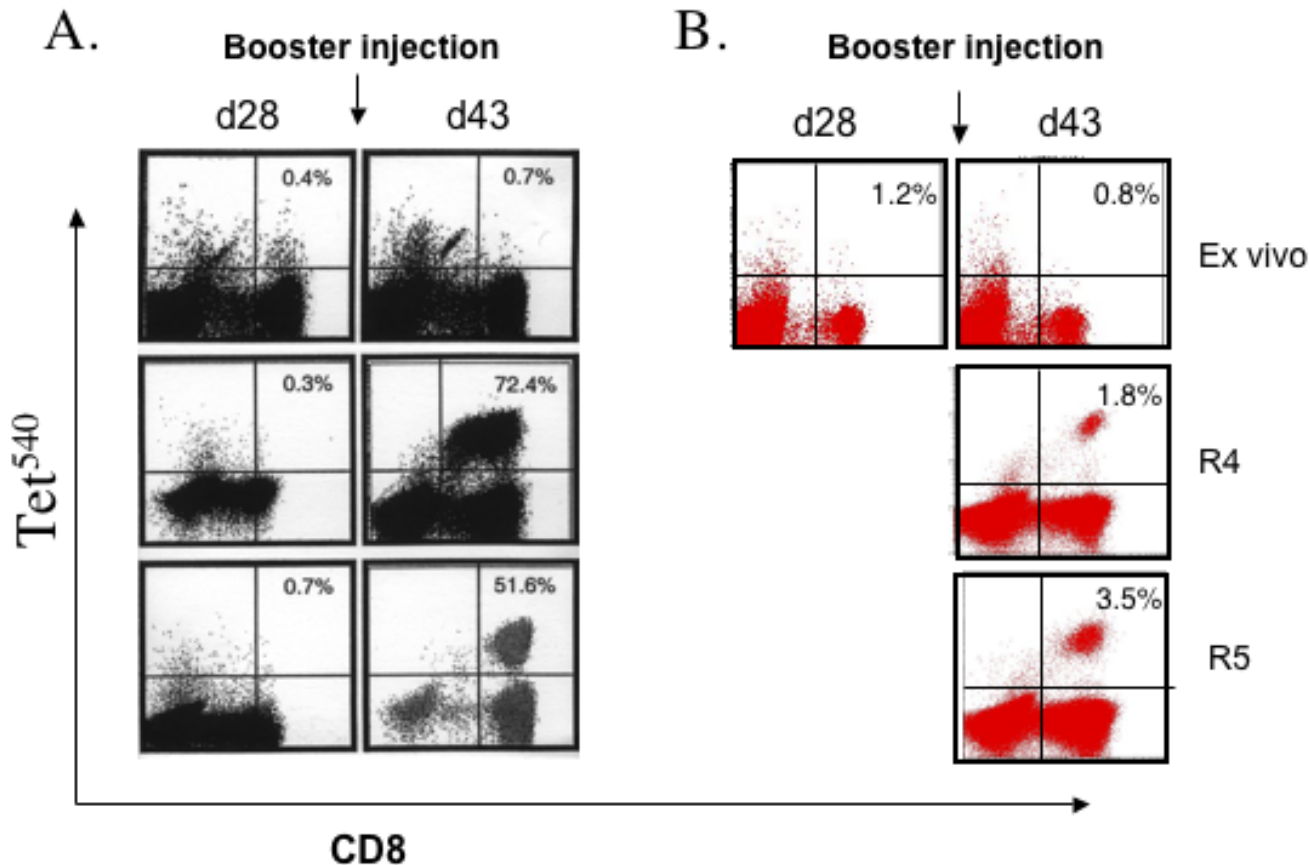 A.
B.
Booster injection
Booster injection
d28
d43
d28
d43
0.4%
0.7%
1.2%
0.8%
Ex vivo
0.3%
72.4%
1.8%
R4
0.7%
51.6%
3.5%
R5
Tet540
CD8